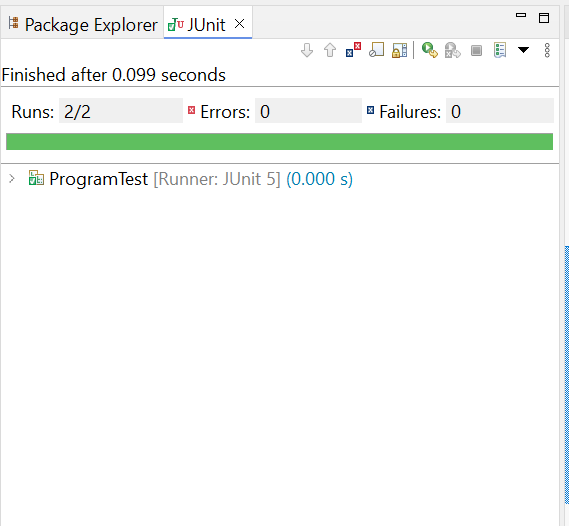 Package Explorer JUnit
Finished after 0.099 seconds
Runs: 2/2 Errors: 0 Failures: 0
ProgramTest [Runner: JUnit 5] (0.000 s)